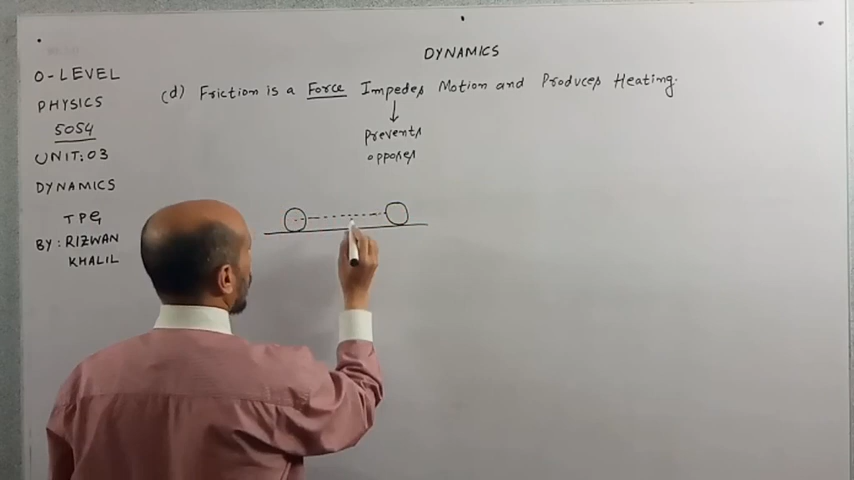 DYNAMICS
O-LEVEL
PHYSICS
5054
UNIT:03
DYNAMICS
TPG
BY: RIZWAN
KHALIL
(d) Friction is a Force Impedes Motion and Produces Heating.
Prevents
opposes